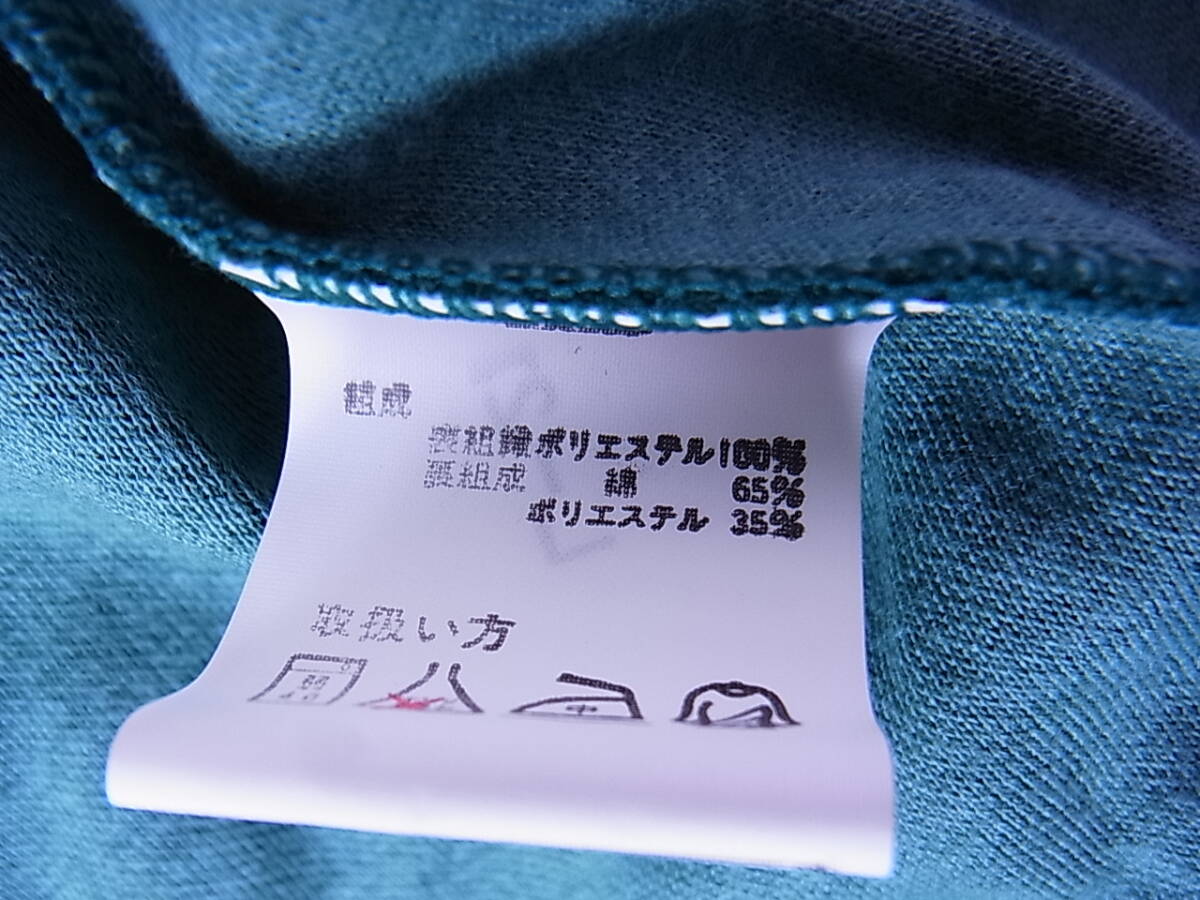 組成
表組織ポリエステル100%
裏組成 綿 65%
ポリエステル 35%
取扱い方
中